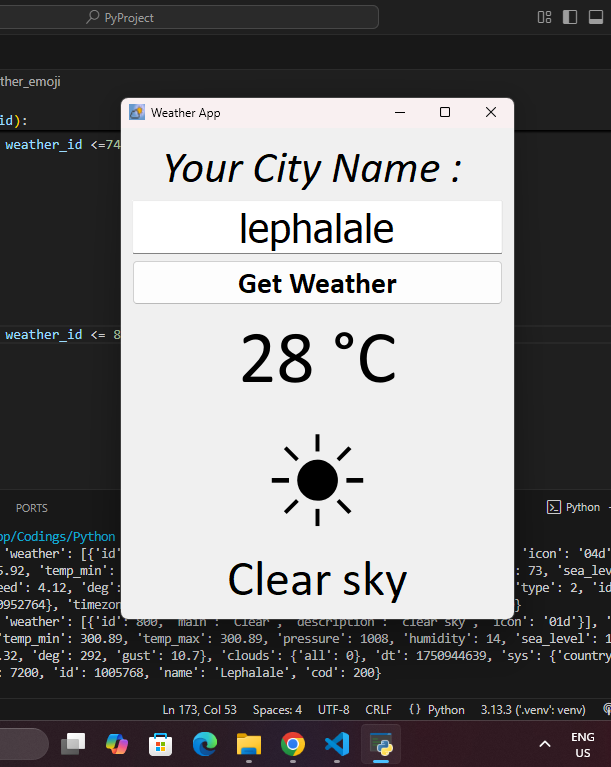 PyProject
ther_emoji
id):
Weather App
weather_id <=74
Your City Name :
lephalale
Get Weather
weather_id <= 8
28 °C
Clear sky
PORTS
Python
pp/Codings/Python
'weather': [{'id' 'icon': '04d'
5.92, 'temp_min': 73, 'sea_level
eed': 4.12, 'deg': 'type': 2, 'id
0952764}, 'timezon }
'weather': [{'id': 800, 'main': 'Clear', 'description': 'clear sky', 'icon': '01d'}], '
'temp_min': 300.89, 'temp_max': 300.89, 'pressure': 1008, 'humidity': 14, 'sea_level': 1
.32, 'deg': 292, 'gust': 10.7}, 'clouds': {'all': 0}, 'dt': 1750944639, 'sys': {'country
: 7200, 'id': 1005768, 'name': 'Lephalale', 'cod': 200}
Ln 173, Col 53 Spaces: 4 UTF-8 CRLF {} Python 3.13.3 ('.venv': venv)
ENG
US